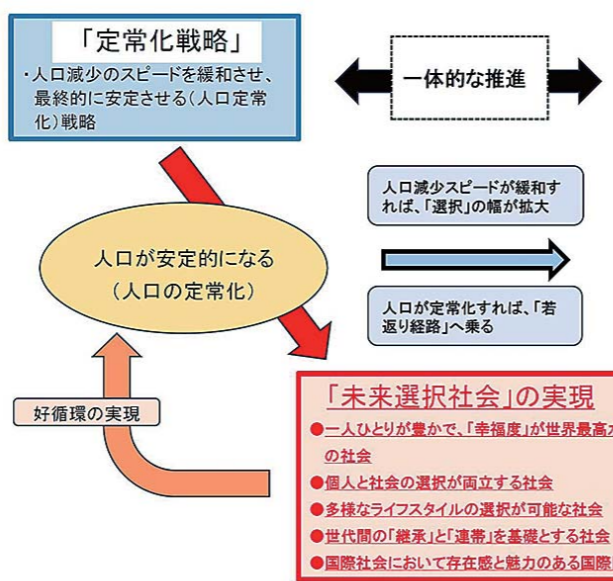 「定常化戦略」
・人口減少のスピードを緩和させ、
最終的に安定させる（人口定常
化）戦略
一体的な推進
人口減少スピードが緩和す
れば、「選択」の幅が拡大
人口が安定的になる
（人口の定常化）
人口が定常化すれば、「若
返り経路」へ乗る
好循環の実現
「未来選択社会」の実現
●一人ひとりが豊かで、「幸福度」が世界最高
の社会
●個人と社会の選択が両立する社会
●多様なライフスタイルの選択が可能な社会
●世代間の「継承」と「連帯」を基礎とする社会
●国際社会において存在感と魅力のある国際